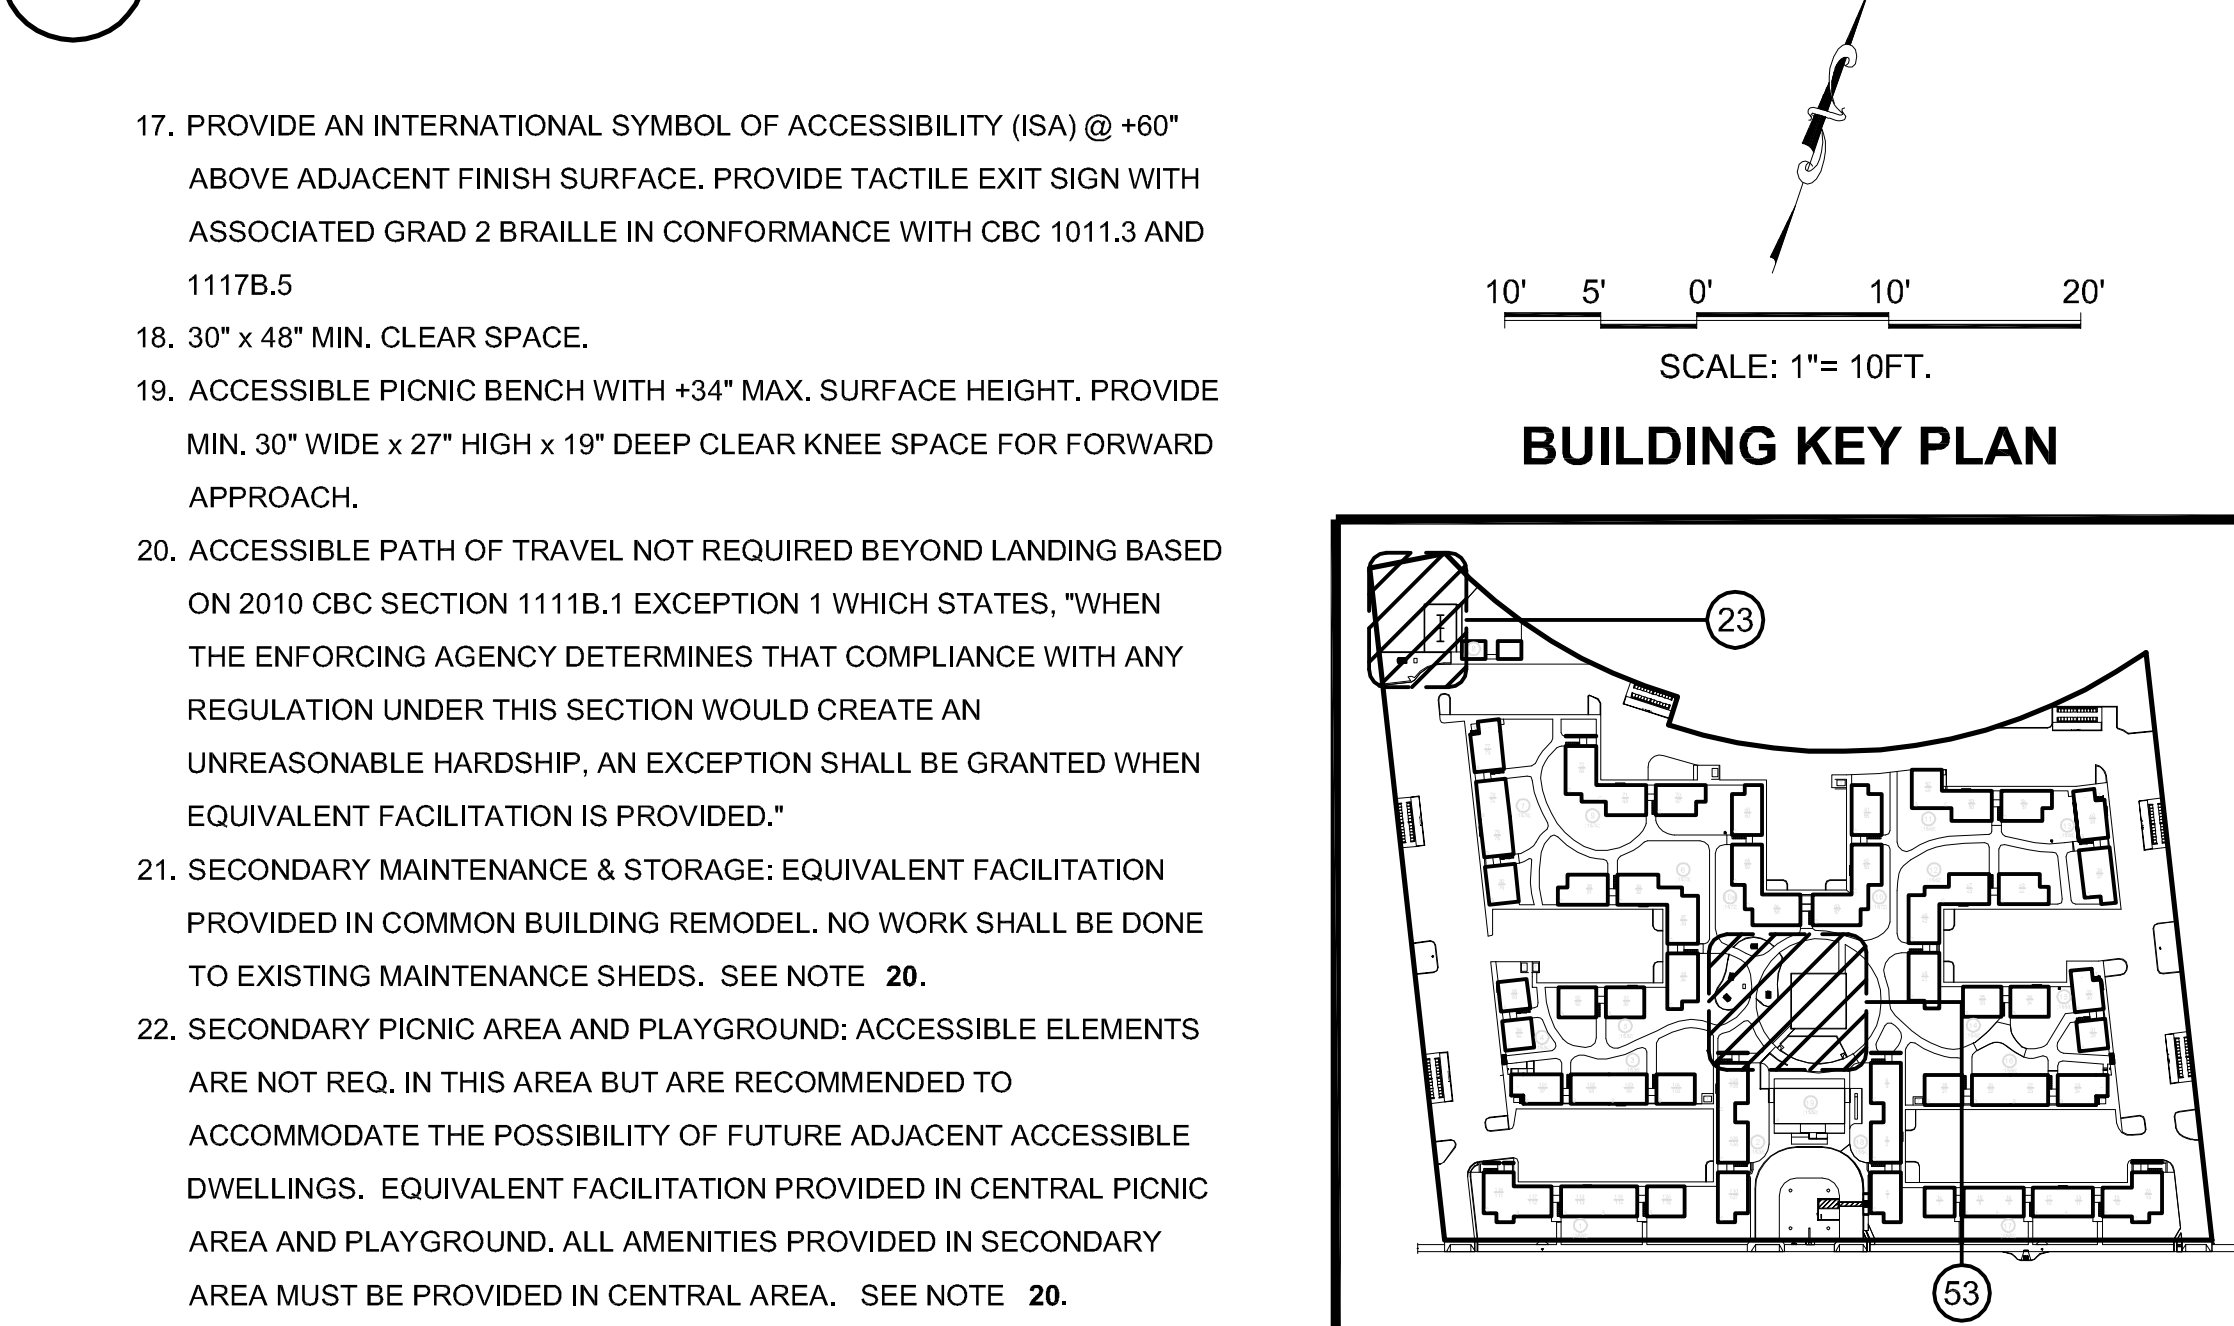 17. PROVIDE AN INTERNATIONAL SYMBOL OF ACCESSIBILITY (ISA) @ +60"
ABOVE ADJACENT FINISH SURFACE. PROVIDE TACTILE EXIT SIGN WITH
ASSOCIATED GRAD 2 BRAILLE IN CONFORMANCE WITH CBC 1011.3 AND
1117B.5
18. 30" x 48" MIN. CLEAR SPACE.
19. ACCESSIBLE PICNIC BENCH WITH +34" MAX. SURFACE HEIGHT. PROVIDE
MIN. 30" WIDE x 27" HIGH x 19" DEEP CLEAR KNEE SPACE FOR FORWARD
APPROACH.
20. ACCESSIBLE PATH OF TRAVEL NOT REQUIRED BEYOND LANDING BASED
ON 2010 CBC SECTION 1111B.1 EXCEPTION 1 WHICH STATES, "WHEN
THE ENFORCING AGENCY DETERMINES THAT COMPLIANCE WITH ANY
REGULATION UNDER THIS SECTION WOULD CREATE AN
UNREASONABLE HARDSHIP, AN EXCEPTION SHALL BE GRANTED WHEN
EQUIVALENT FACILITATION IS PROVIDED."
21. SECONDARY MAINTENANCE & STORAGE: EQUIVALENT FACILITATION
PROVIDED IN COMMON BUILDING REMODEL. NO WORK SHALL BE DONE
TO EXISTING MAINTENANCE SHEDS. SEE NOTE 20.
22. SECONDARY PICNIC AREA AND PLAYGROUND: ACCESSIBLE ELEMENTS
ARE NOT REQ. IN THIS AREA BUT ARE RECOMMENDED TO
ACCOMMODATE THE POSSIBILITY OF FUTURE ADJACENT ACCESSIBLE
DWELLINGS. EQUIVALENT FACILITATION PROVIDED IN CENTRAL PICNIC
AREA AND PLAYGROUND. ALL AMENITIES PROVIDED IN SECONDARY
AREA MUST BE PROVIDED IN CENTRAL AREA. SEE NOTE 20.
10' 5' 0' 10' 20'
SCALE: 1"= 10FT.
BUILDING KEY PLAN
23
53